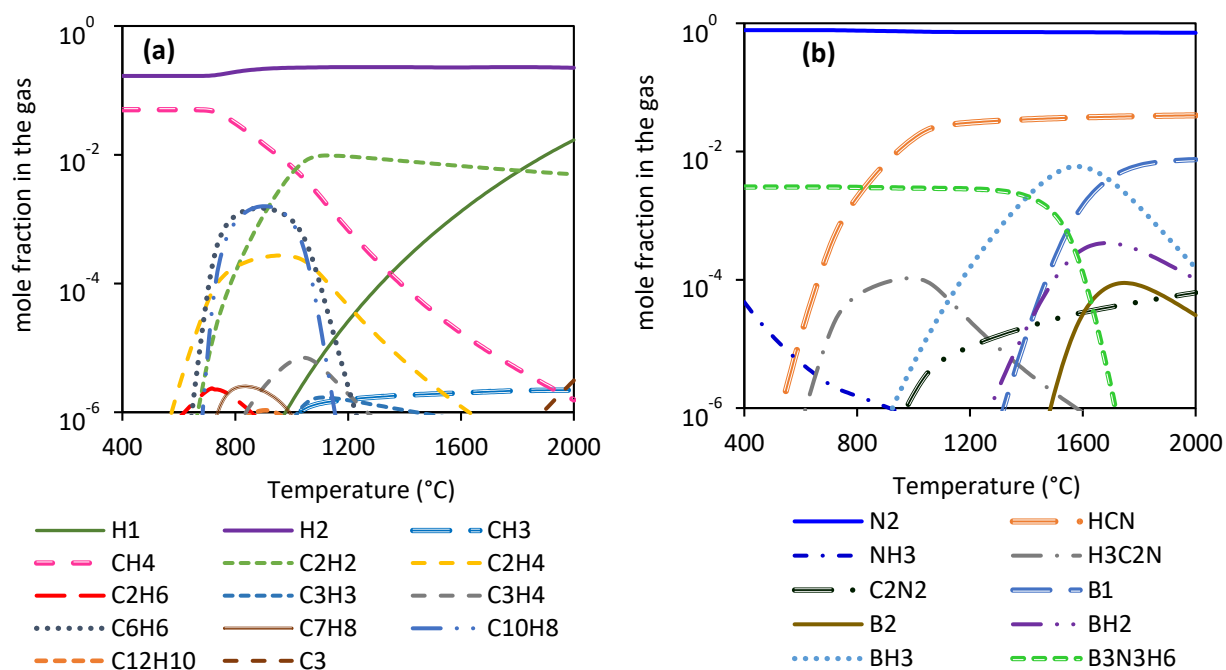 (a)
mole fraction in the gas
10^0
10^-2
10^-4
10^-6
400 800 1200 1600 2000
Temperature (°C)
H1 H2 CH3
CH4 C2H2 C2H4
C2H6 C3H3 C3H4
C6H6 C7H8 C10H8
C12H10 C3
(b)
mole fraction in the gas
10^0
10^-2
10^-4
10^-6
400 800 1200 1600 2000
Temperature (°C)
N2 HCN
NH3 H3C2N
C2N2 B1
B2 BH2
BH3 B3N3H6